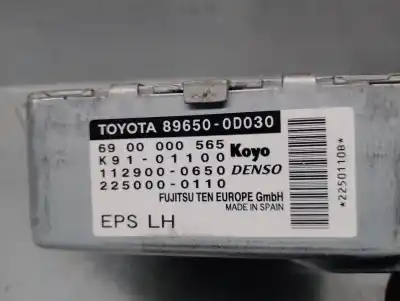 TOYOTA 89650-0D030
69 00 000 565
K91-01100 Koyo
112900-0650 DENSO
225000-0110
FUJITSU TEN EUROPE GmbH
MADE IN SPAIN
EPS LH
*22501108*